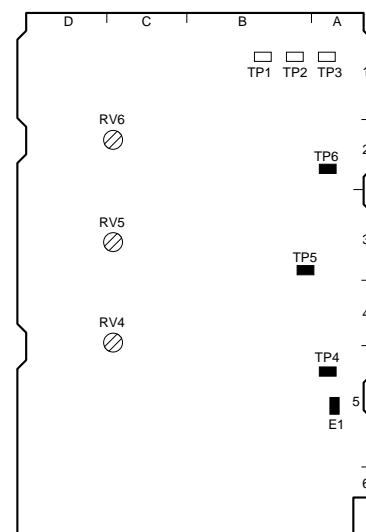 D C B A
TP1 TP2 TP3
1
RV6
2
TP6
RV5
3
TP5
4
RV4
TP4
5
E1
6